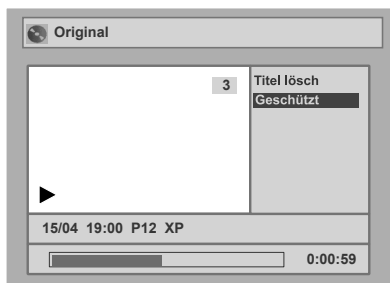 Original
3
Titel lösch
Geschützt
15/04 19:00 P12 XP
0:00:59